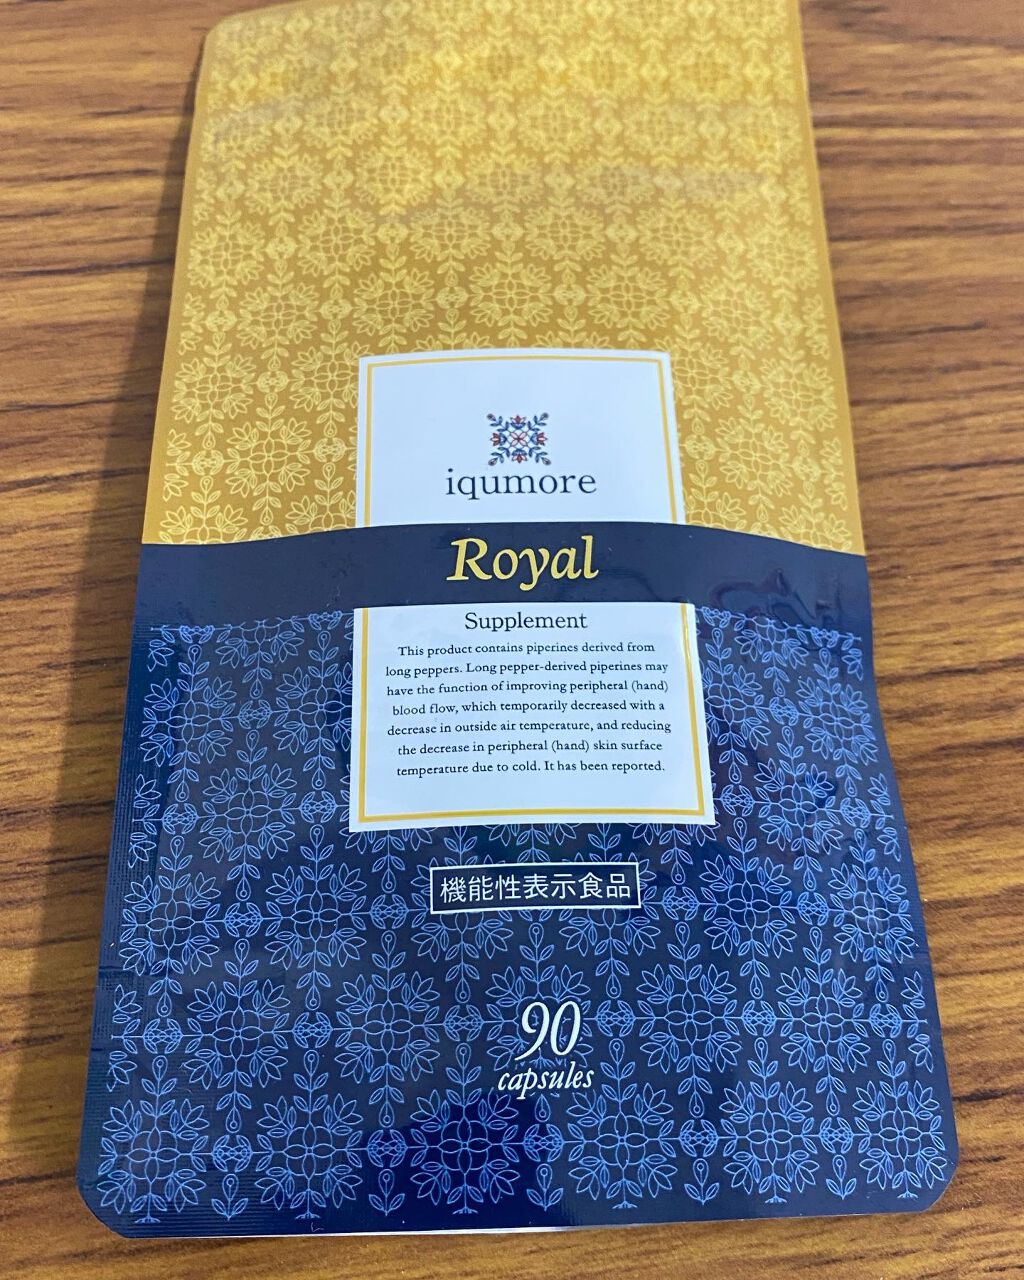 iqumore
Royal
Supplement
This product contains piperines derived from
long peppers. Long pepper-derived piperines may
have the function of improving peripheral (hand)
blood flow, which temporarily decreased with a
decrease in outside air temperature, and reducing
the decrease in peripheral (hand) skin surface
temperature due to cold. It has been reported.
機能性表示食品
90
capsules